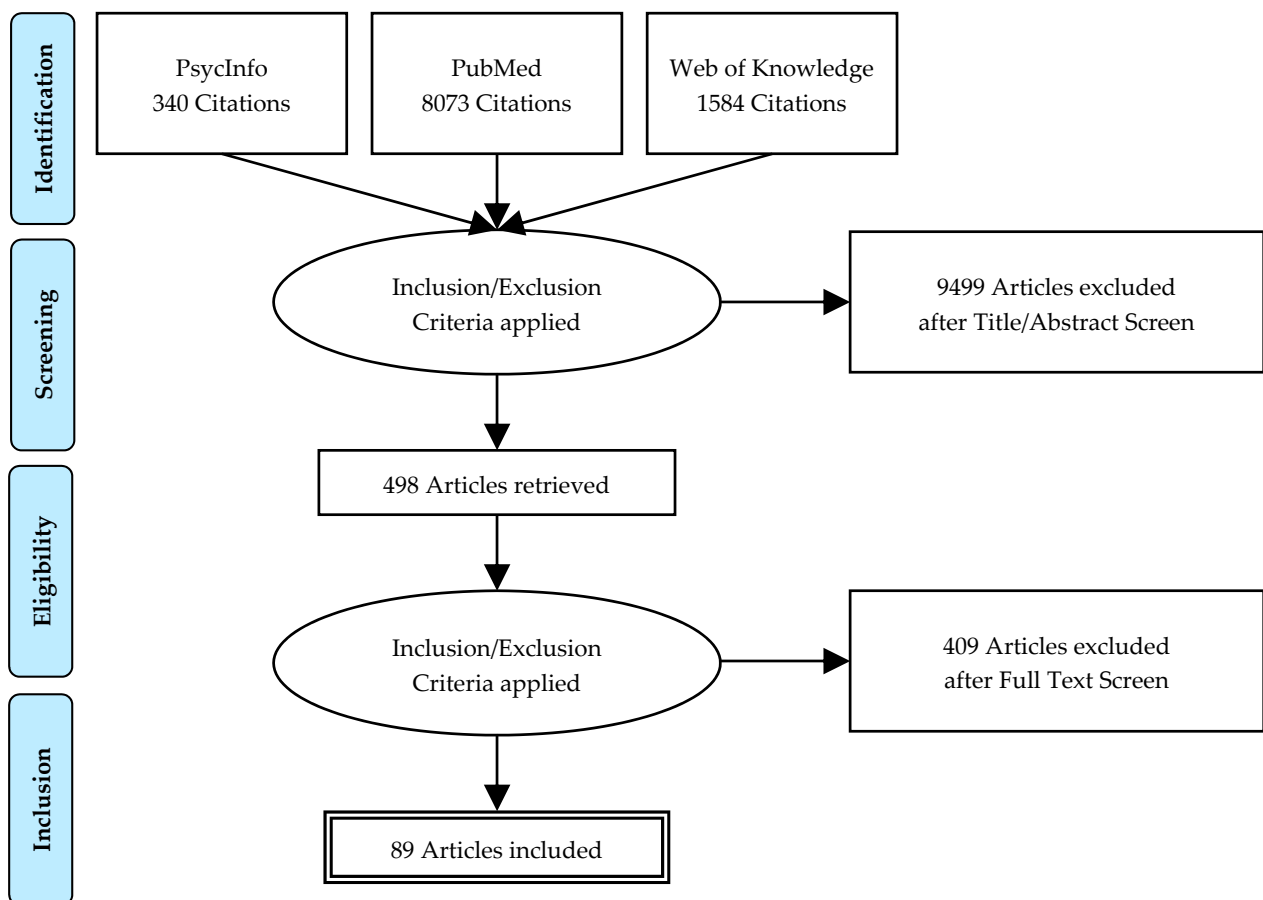 Identification
PsycInfo
340 Citations
PubMed
8073 Citations
Web of Knowledge
1584 Citations
Screening
Inclusion/Exclusion
Criteria applied
9499 Articles excluded
after Title/Abstract Screen
498 Articles retrieved
Eligibility
Inclusion/Exclusion
Criteria applied
409 Articles excluded
after Full Text Screen
Inclusion
89 Articles included